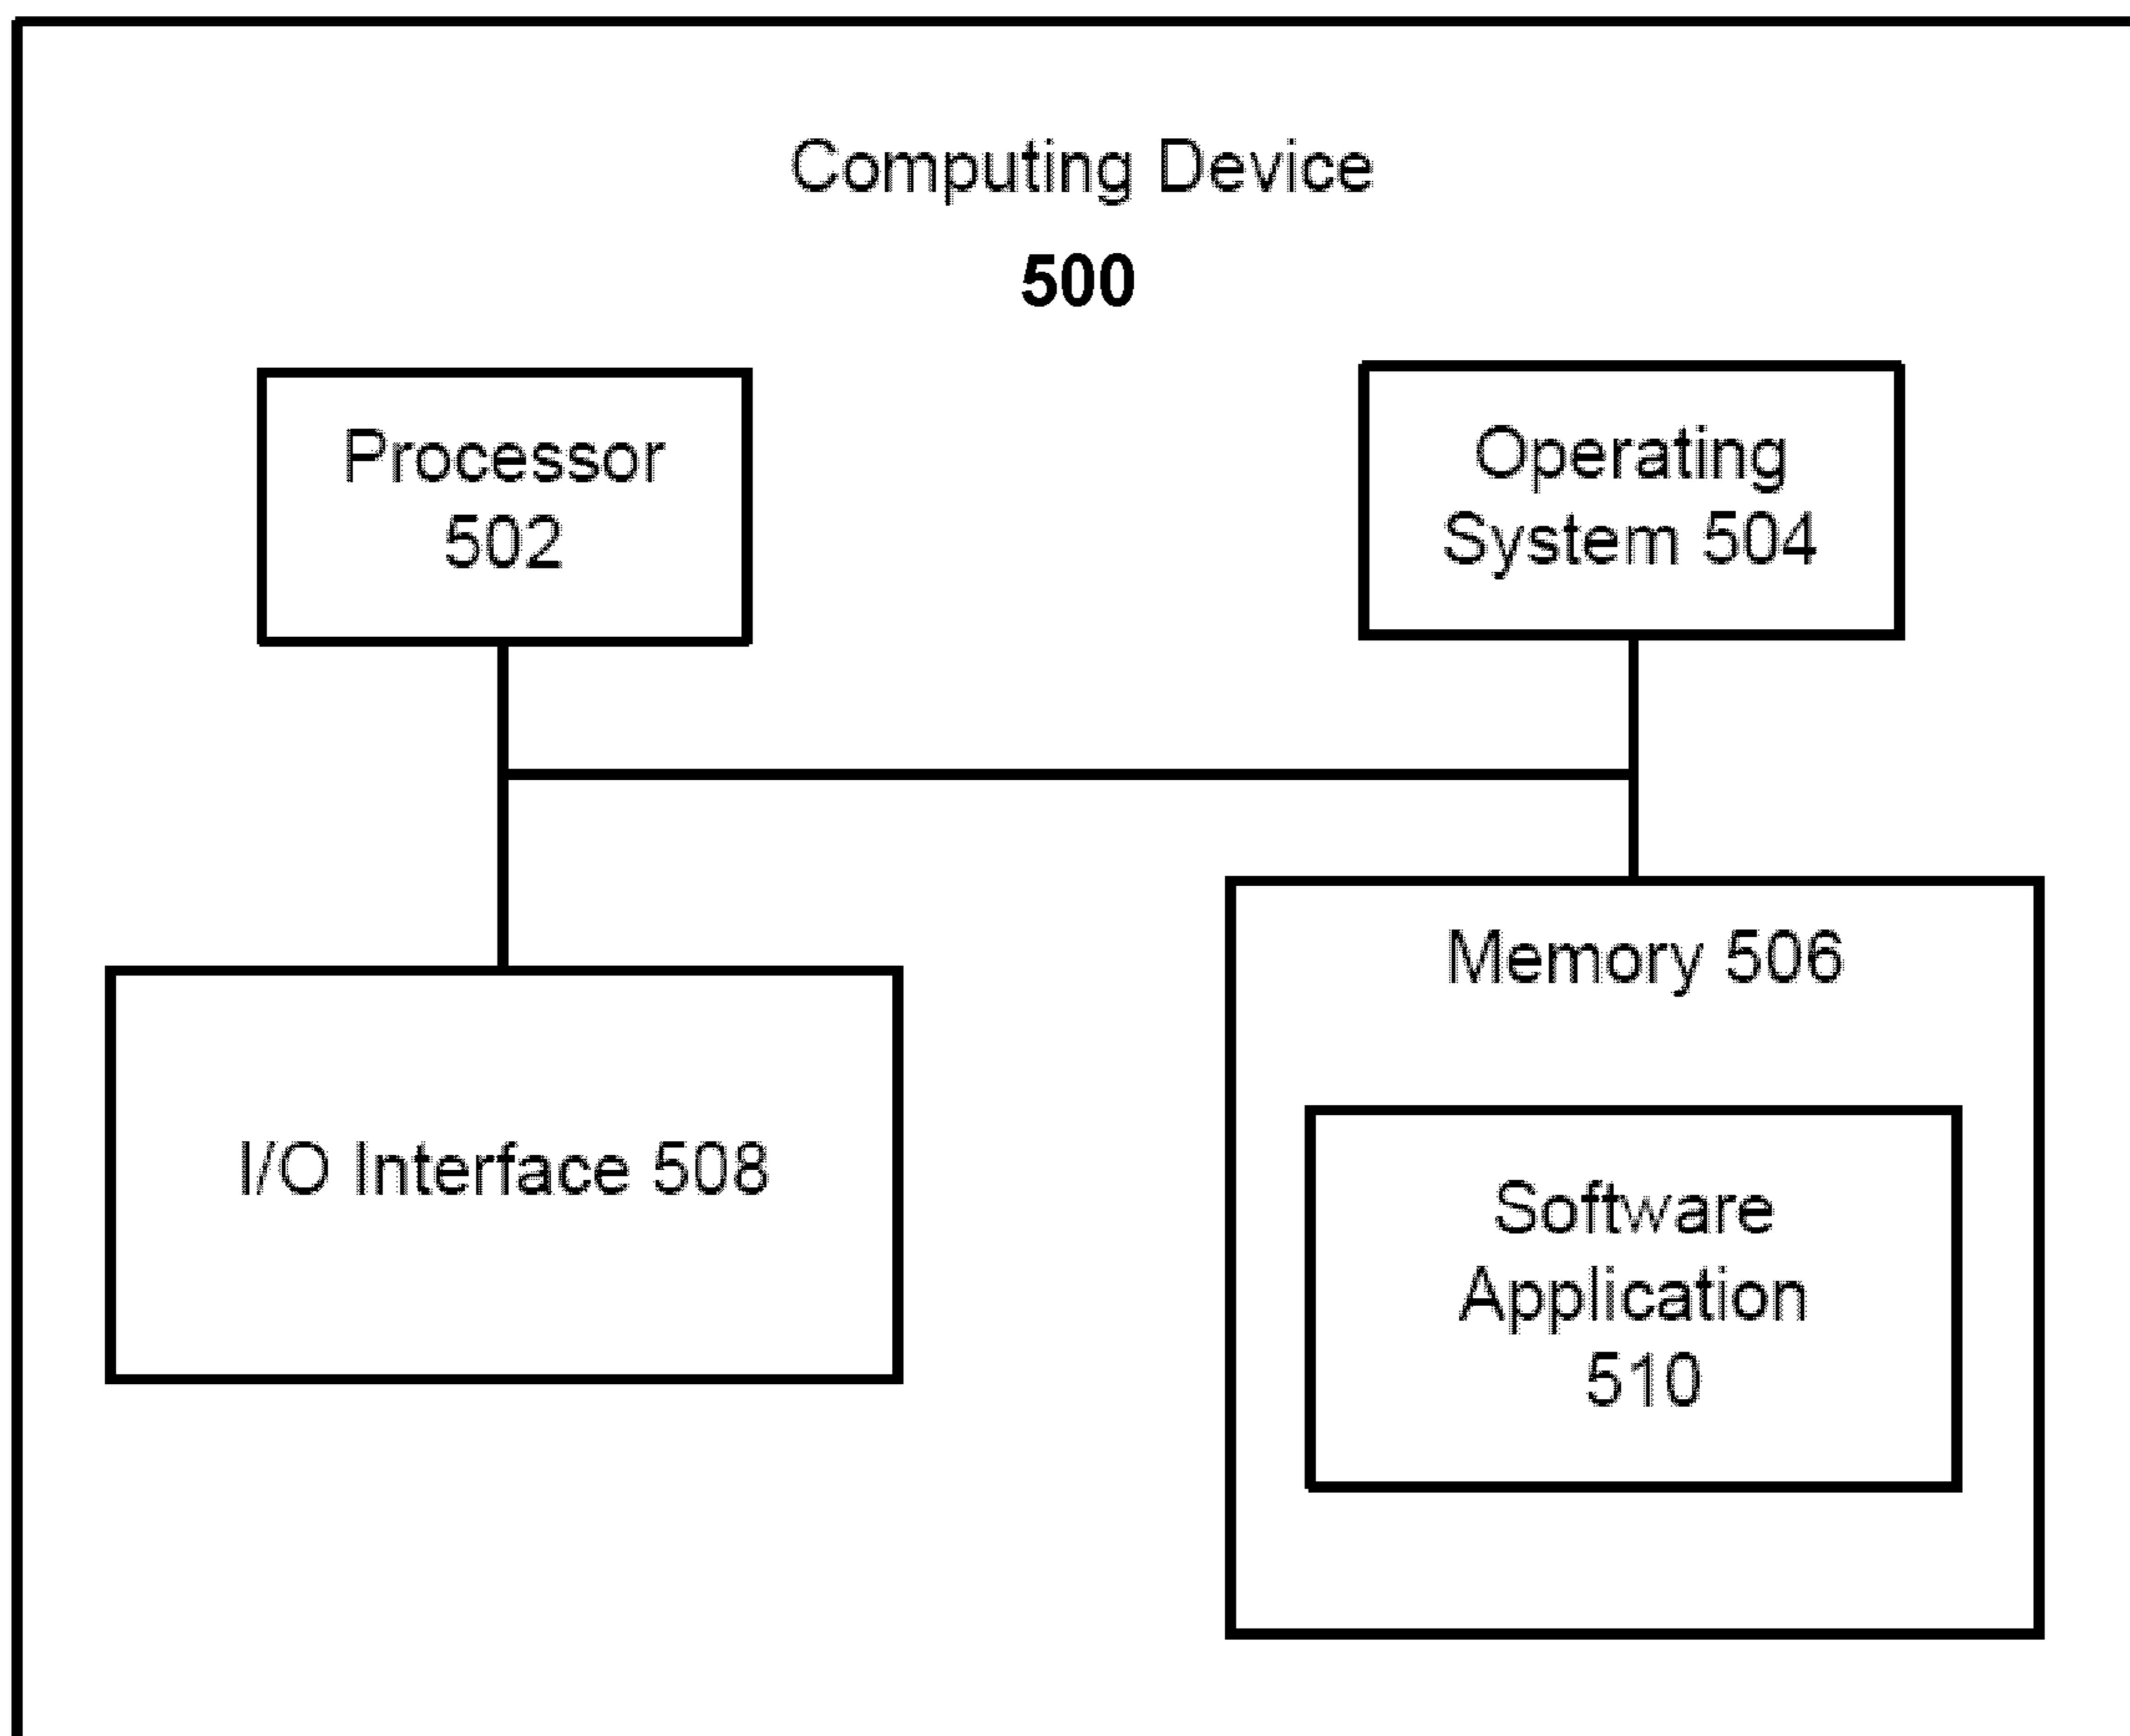 Computing Device
500
Processor
502
Operating
System 504
I/O Interface 508
Memory 506
Software
Application
510